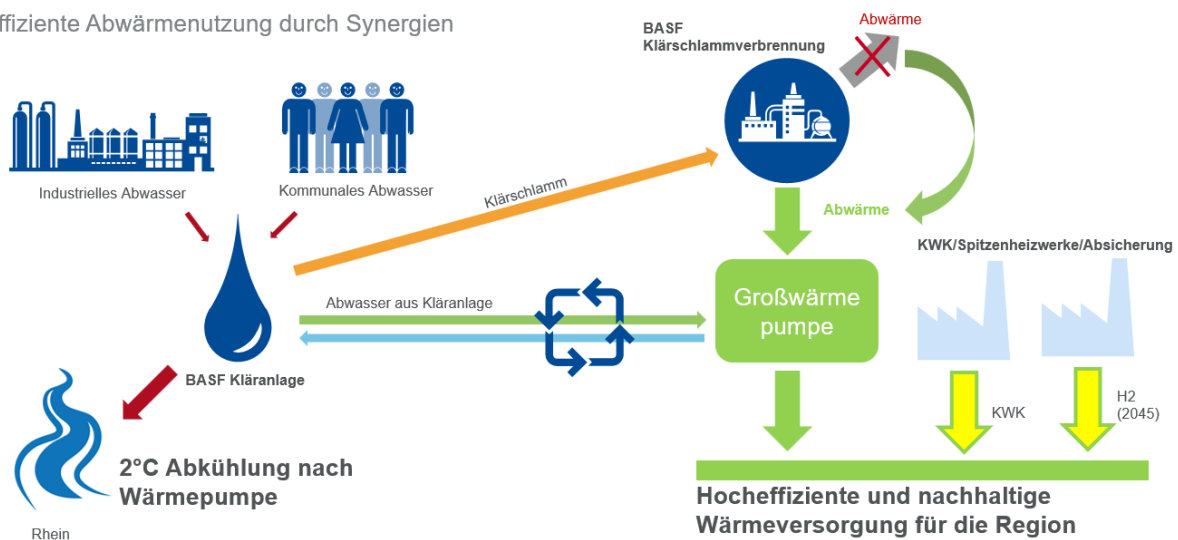 ffiziente Abwärmenutzung durch Synergien
Abwärme
BASF
Klärschlammverbrennung
Industrielles Abwasser
Kommunales Abwasser
Klärschlamm
Abwärme
KWK/Spitzenheizwerke/Absicherung
Abwasser aus Kläranlage
Großwärme
pumpe
BASF Kläranlage
KWK
H2
(2045)
2°C Abkühlung nach
Wärmepumpe
Hocheffiziente und nachhaltige
Wärmeversorgung für die Region
Rhein